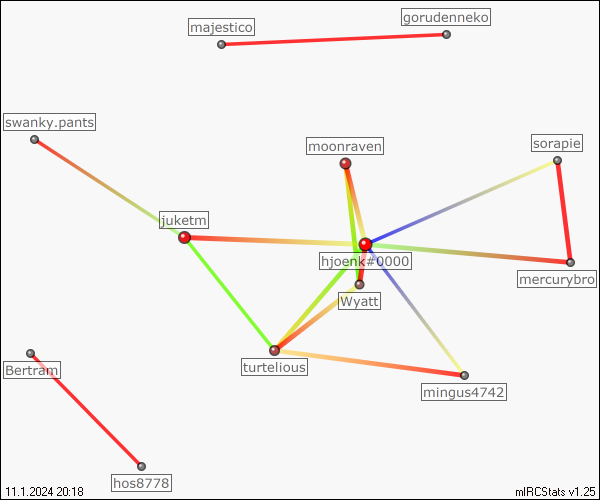 gorudenneko
majestico
swanky.pants
sorapie
moonraven
juketm
hjoenk#0000
mercurybro
Wyatt
turtelious
Bertram
mingus4742
hos8778
11.1.2024 20:18
mIRCStats v1.25